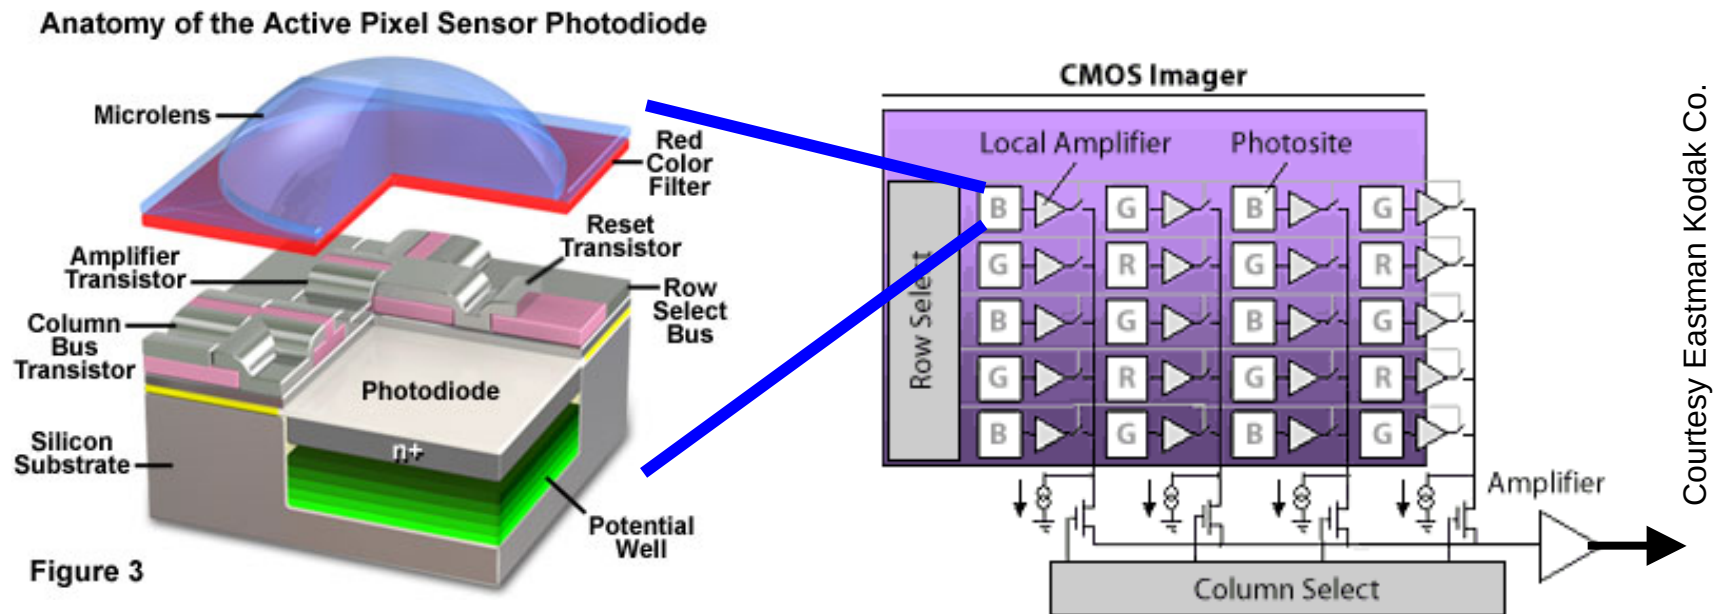 Anatomy of the Active Pixel Sensor Photodiode
Microlens
Red
Color
Filter
Reset
Transistor
Amplifier
Transistor
Row
Select
Bus
Column
Bus
Transistor
Photodiode
n+
Silicon
Substrate
Potential
Well
Figure 3
CMOS Imager
Local Amplifier
Photosite
Row Select
B G B G
G R G R
B G B G
G R G R
B G B G
Amplifier
Column Select
Courtesy Eastman Kodak Co.